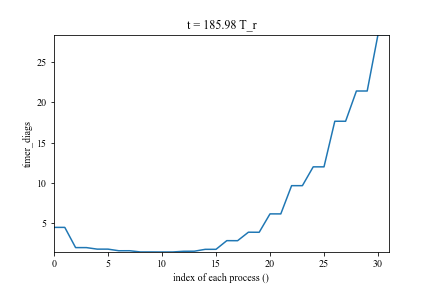 t = 185.98 T_r
timer_diags
25
20
15
10
5
0 5 10 15 20 25 30
index of each process ()